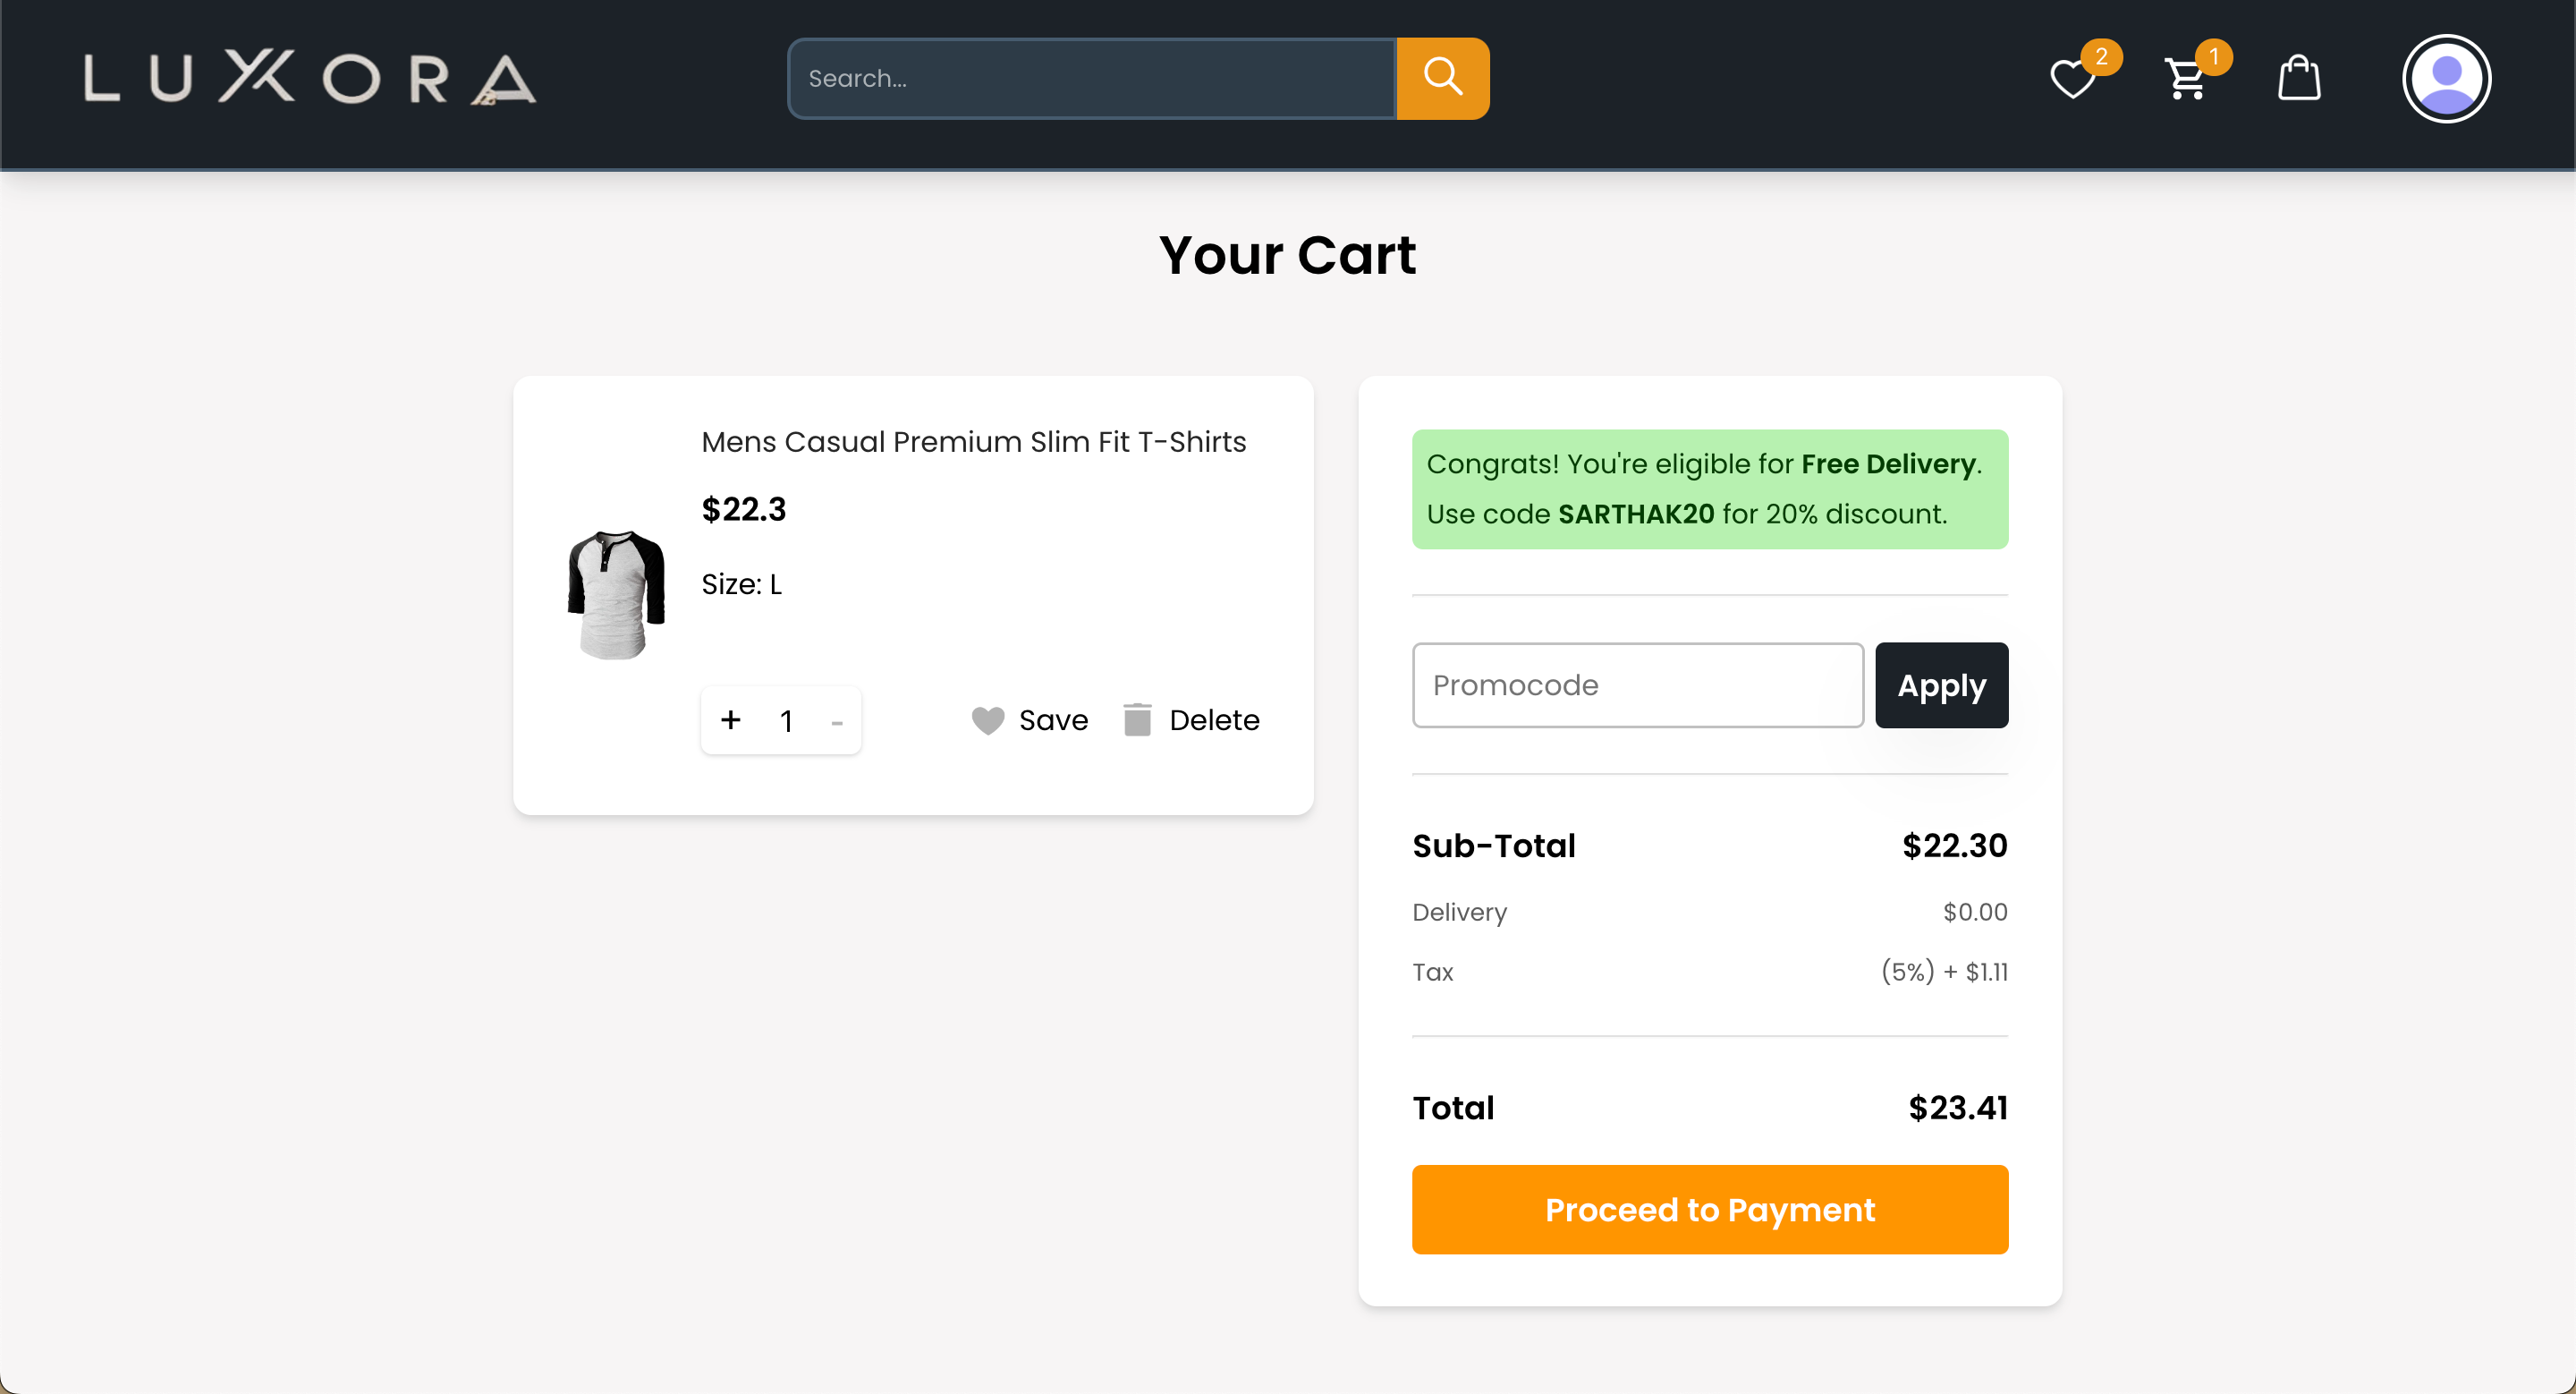 LUXORA
Search...
2
1
Your Cart
Mens Casual Premium Slim Fit T-Shirts
$22.3
Size: L
+ 1 -
Save
Delete
Congrats! You're eligible for Free Delivery.
Use code SARTHAK20 for 20% discount.
Promocode
Apply
Sub-Total $22.30
Delivery $0.00
Tax (5%) + $1.11
Total $23.41
Proceed to Payment